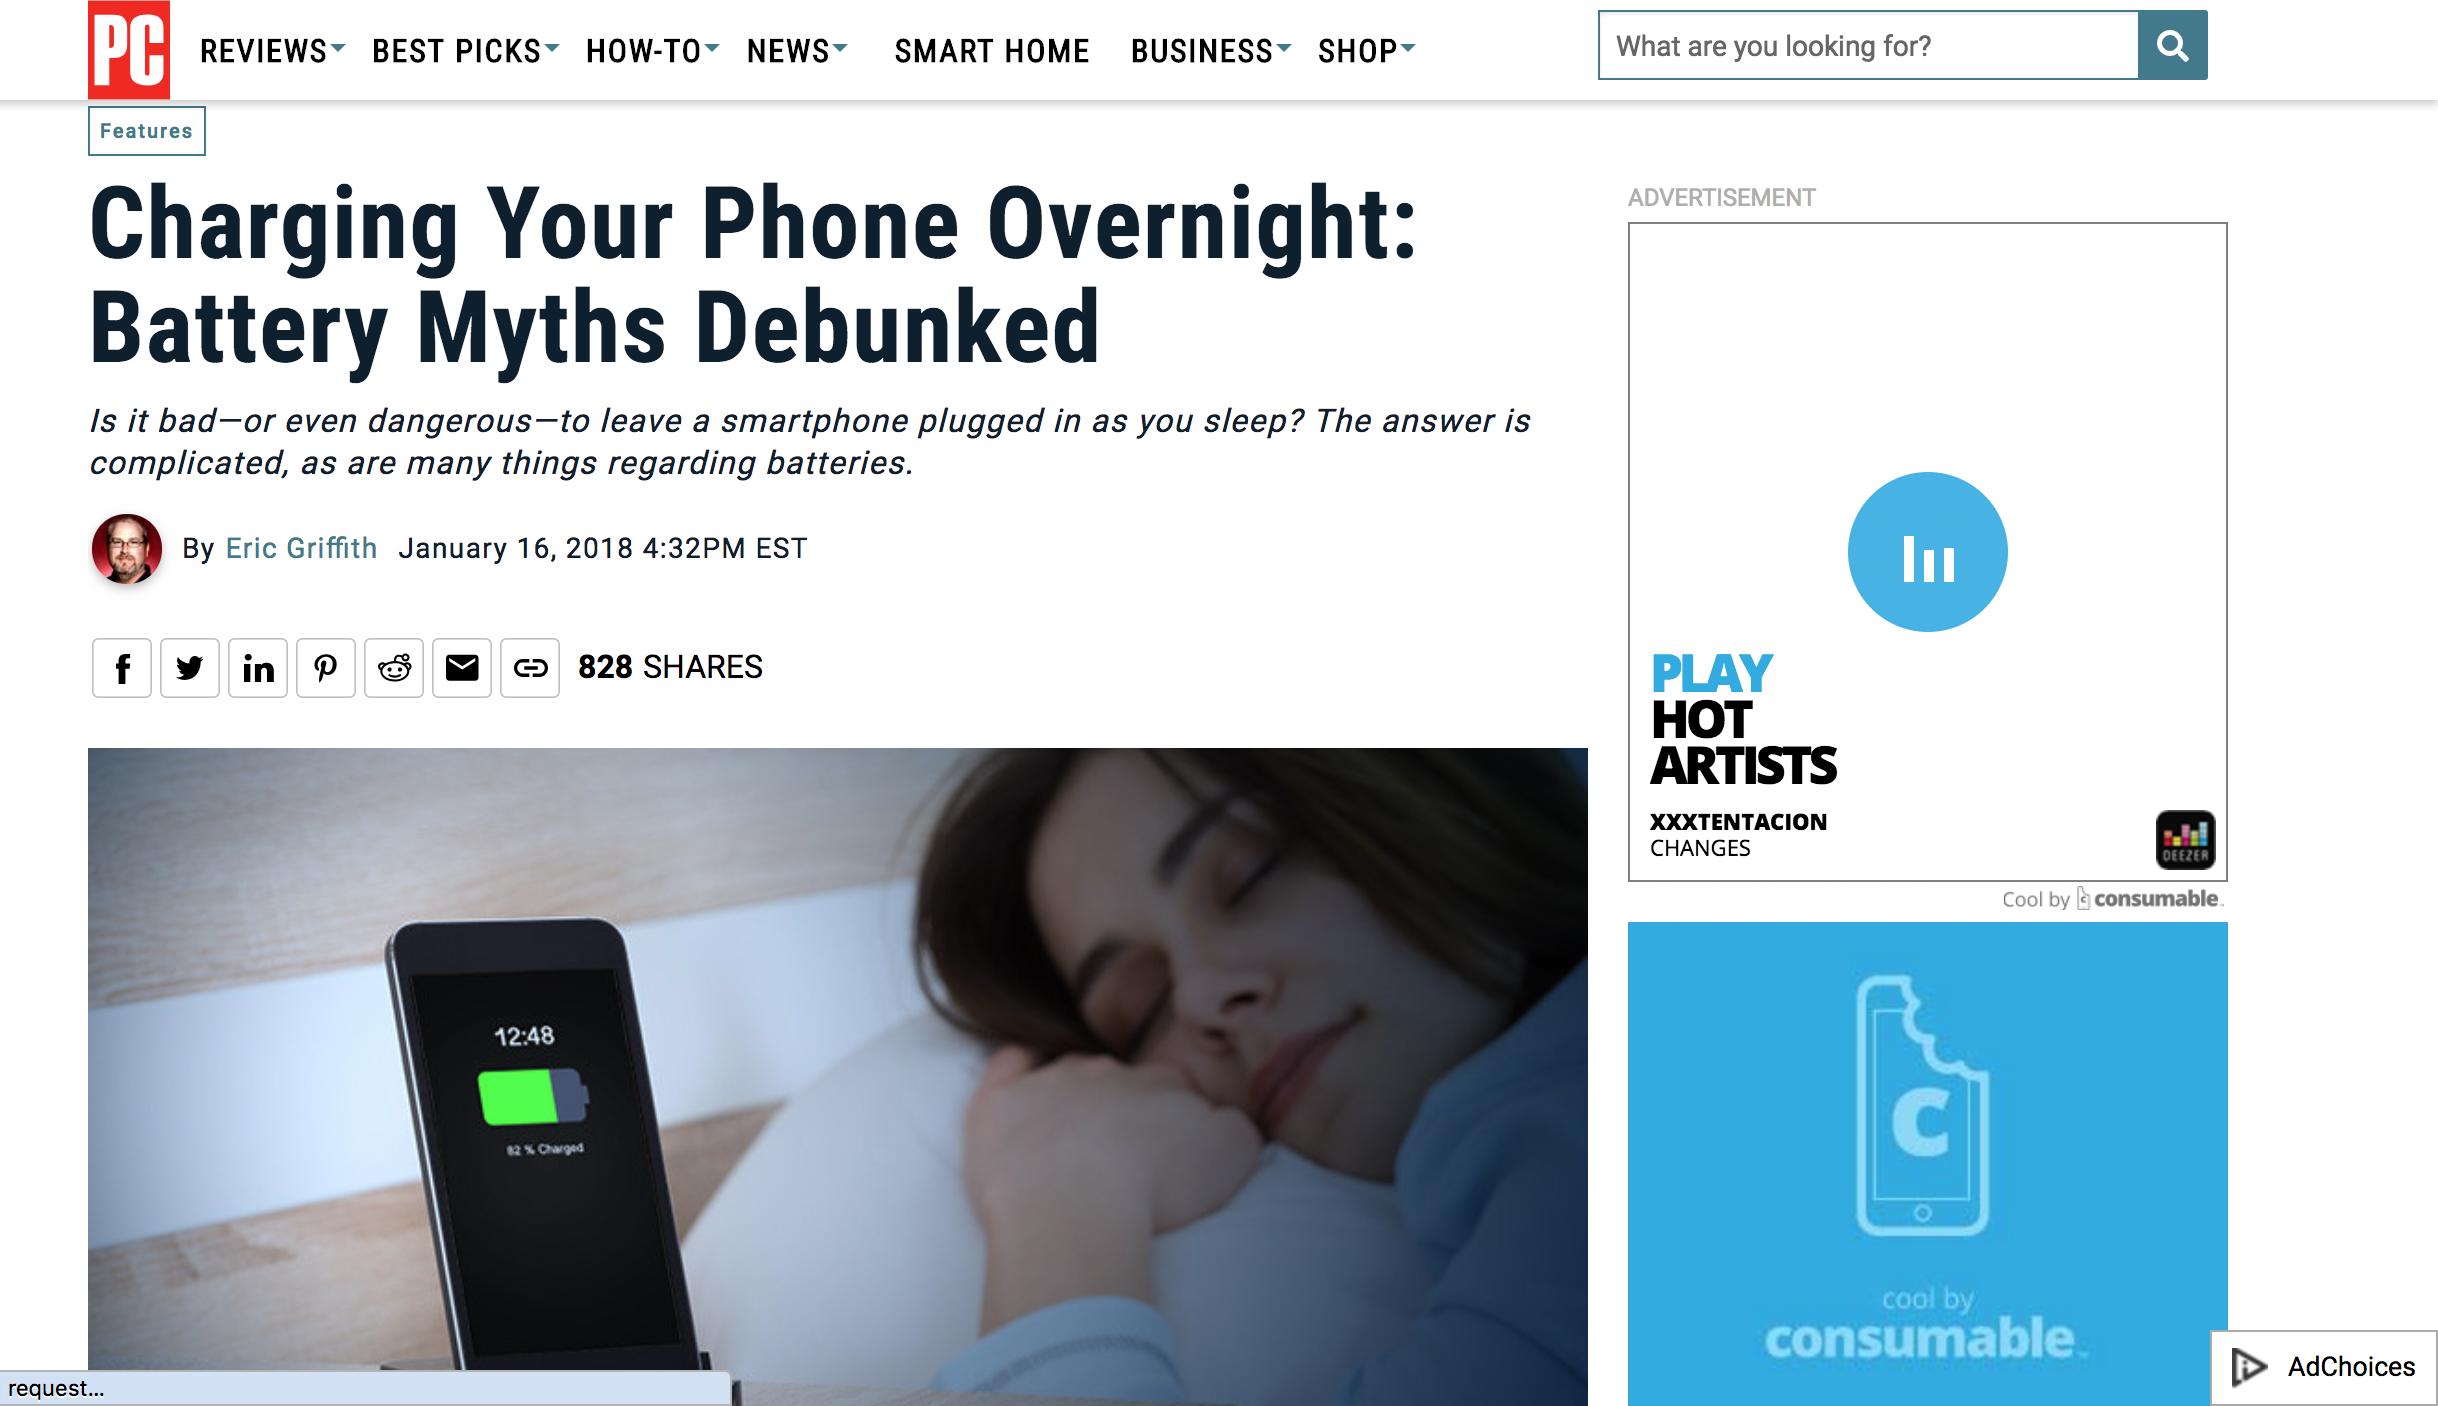 PC
REVIEWS
BEST PICKS
HOW-TO
NEWS
SMART HOME
BUSINESS
SHOP
What are you looking for?
Features
Charging Your Phone Overnight:
Battery Myths Debunked
Is it bad—or even dangerous—to leave a smartphone plugged in as you sleep? The answer is
complicated, as are many things regarding batteries.
By Eric Griffith January 16, 2018 4:32PM EST
828 SHARES
12:48
82 % Charged
ADVERTISEMENT
PLAY
HOT
ARTISTS
XXXTENTACION
CHANGES
DEEZER
Cool by consumable
C
cool by
consumable
AdChoices
request...